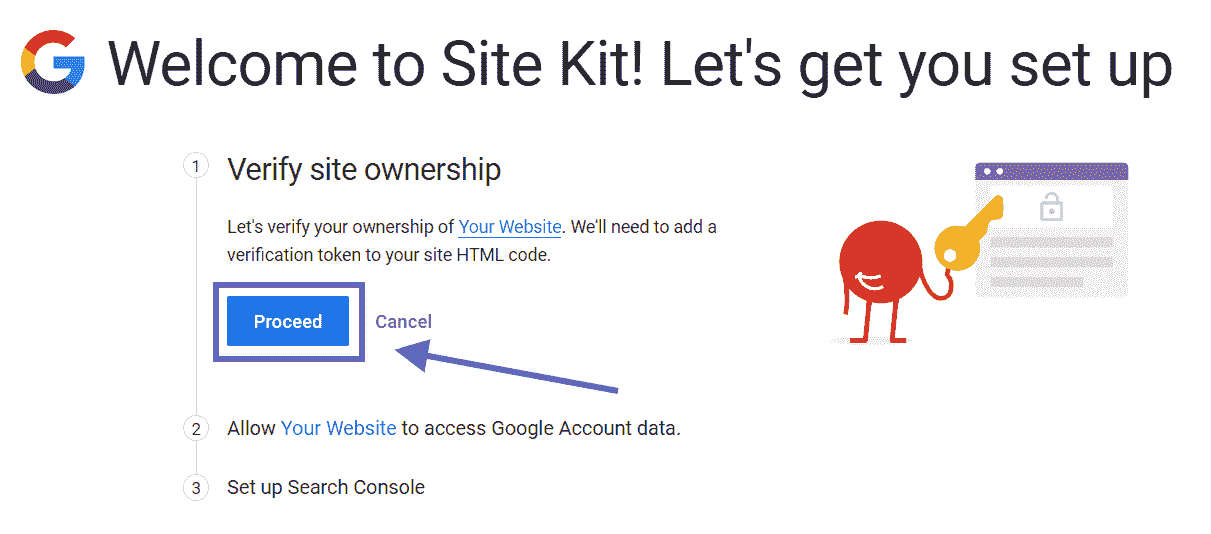 Welcome to Site Kit! Let's get you set up
1 Verify site ownership
Let's verify your ownership of Your Website. We'll need to add a
verification token to your site HTML code.
Proceed Cancel
2 Allow Your Website to access Google Account data.
3 Set up Search Console